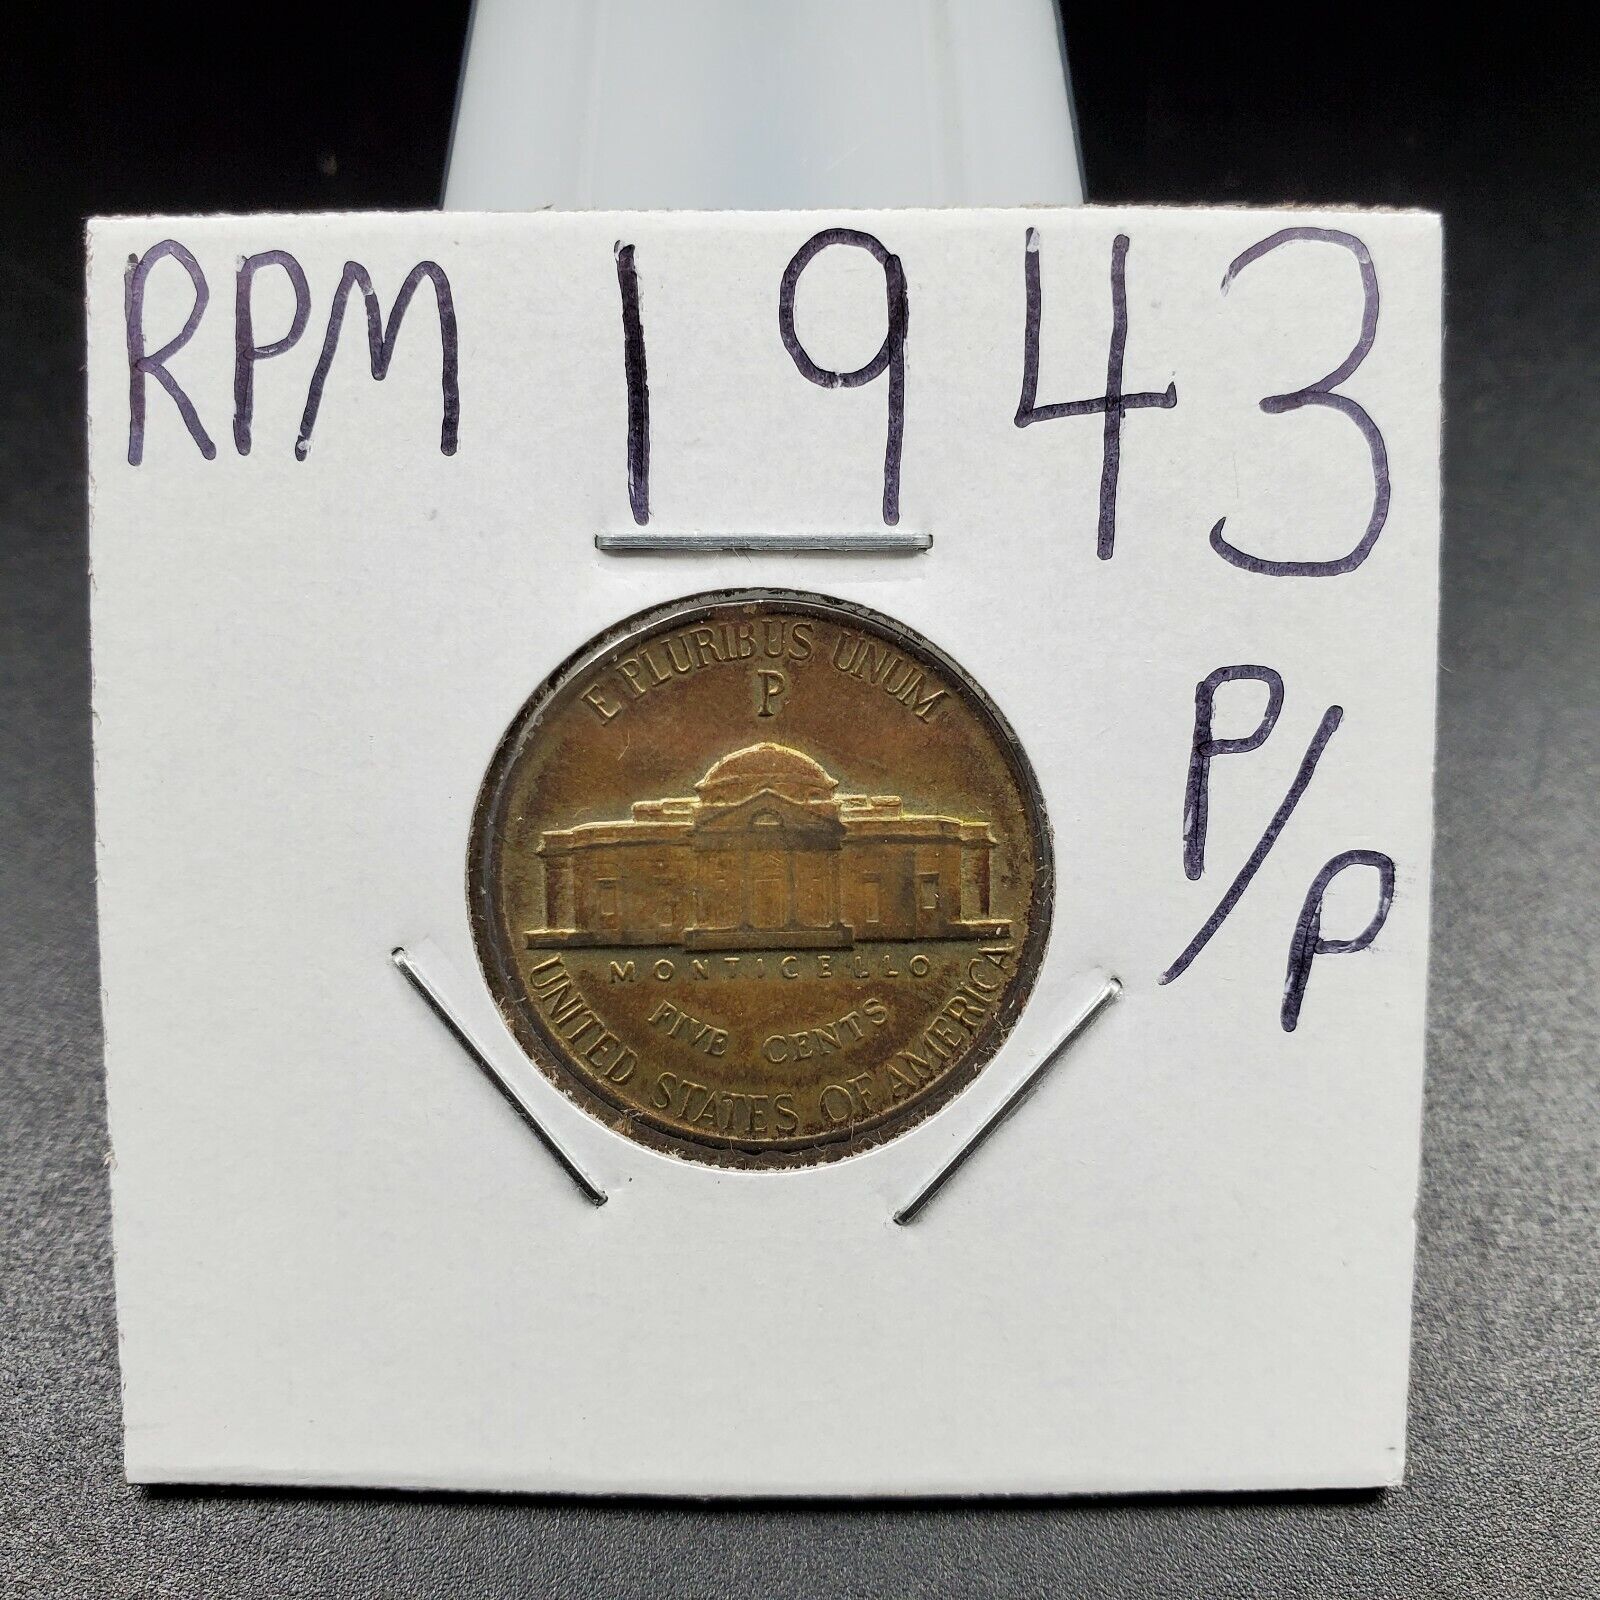 RPM 1943
P/P
E PLURIBUS UNUM
P
MONTICELLO
FIVE CENTS
UNITED STATES OF AMERICA